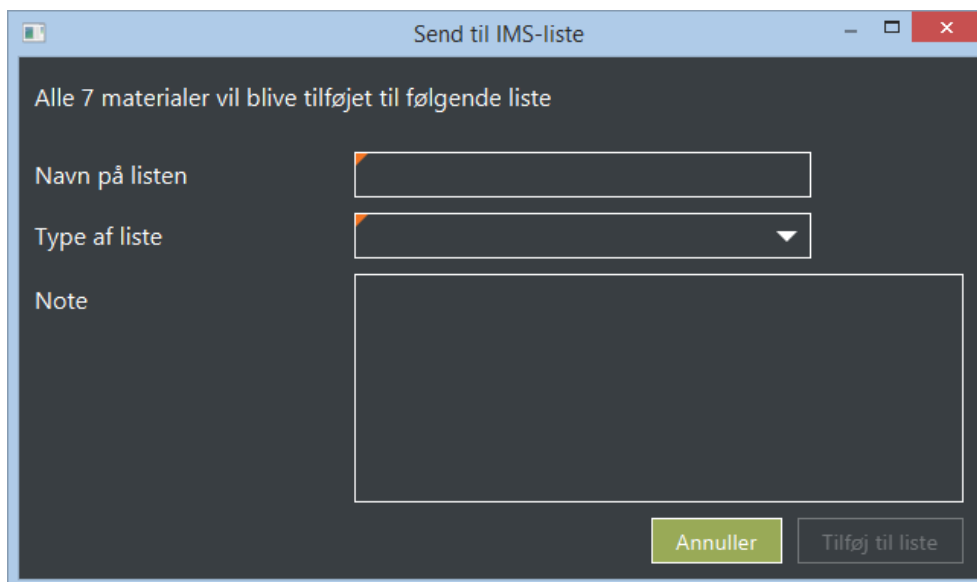 Send til IMS-liste
Alle 7 materialer vil blive tilføjet til følgende liste
Navn på listen
Type af liste
Note
Annuller
Tilføj til liste